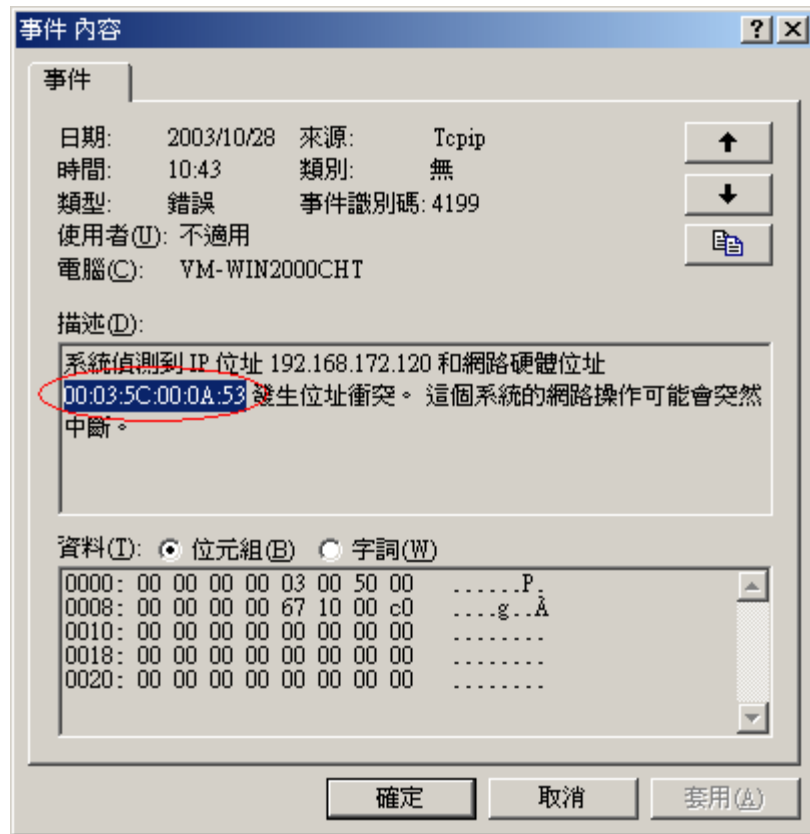 事件 內容
事件
日期: 2003/10/28 來源: Tcpip
時間: 10:43 類別: 無
類型: 錯誤 事件識別碼: 4199
使用者(U): 不適用
電腦(C): VM-WIN2000CHT
描述(D):
系統偵測到 IP 位址 192.168.172.120 和網路硬體位址
00:03:5C:00:0A:53 發生位址衝突。 這個系統的網路操作可能會突然
中斷。
資料(T): 位元組(B) 字詞(W)
0000: 00 00 00 00 03 00 50 00 ......P.
0008: 00 00 00 00 67 10 00 c0 ....g..À
0010: 00 00 00 00 00 00 00 00 ........
0018: 00 00 00 00 00 00 00 00 ........
0020: 00 00 00 00 00 00 00 00 ........
確定 取消 套用(A)